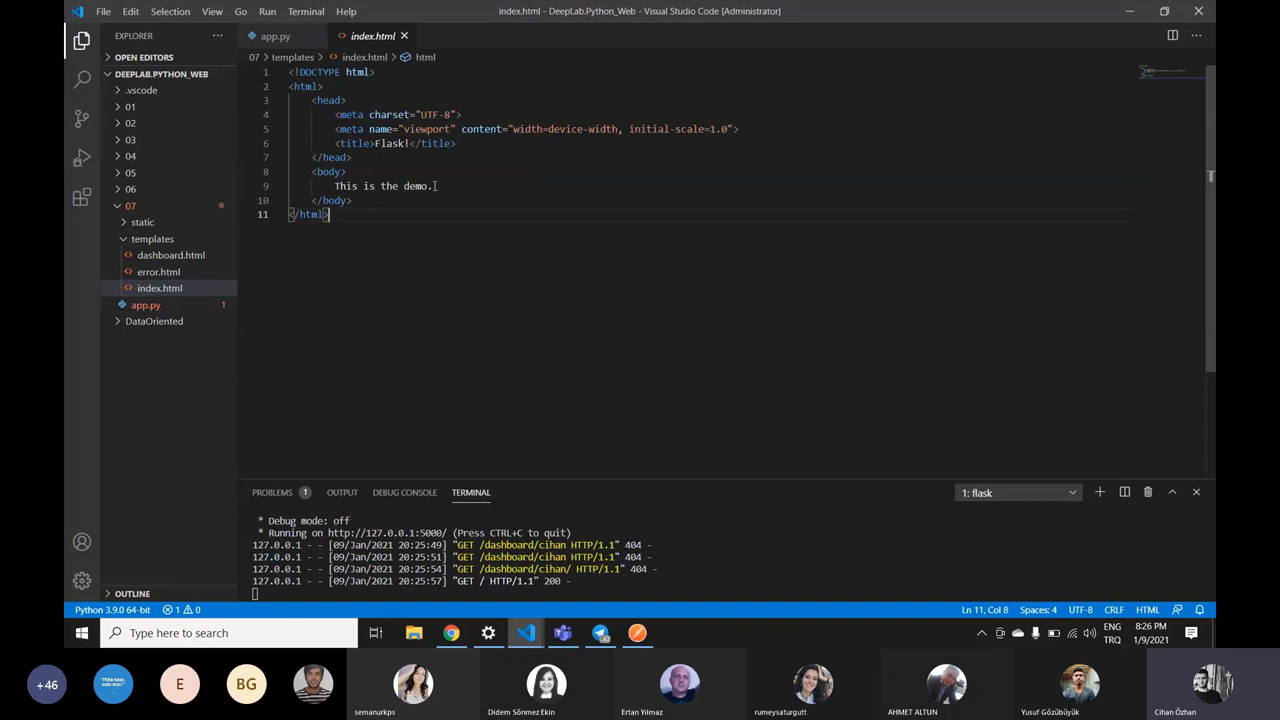 File Edit Selection View Go Run Terminal Help
index.html - DeepLab.Python_Web - Visual Studio Code [Administrator]
EXPLORER
app.py
index.html
OPEN EDITORS
07 > templates > index.html > html
DEEPLAB.PYTHON_WEB
.vscode
01
02
03
04
05
06
07
static
templates
dashboard.html
error.html
index.html
app.py 1
DataOriented
OUTLINE
1 <!DOCTYPE html>
2 <html>
3 <head>
4 <meta charset="UTF-8">
5 <meta name="viewport" content="width=device-width, initial-scale=1.0">
6 <title>Flask!</title>
7 </head>
8 <body>
9 This is the demo.
10 </body>
11 </html>
PROBLEMS 1 OUTPUT DEBUG CONSOLE TERMINAL
1: flask
* Debug mode: off
* Running on http://127.0.0.1:5000/ (Press CTRL+C to quit)
127.0.0.1 - - [09/Jan/2021 20:25:49] "GET /dashboard/cihan HTTP/1.1" 404 -
127.0.0.1 - - [09/Jan/2021 20:25:51] "GET /dashboard/cihan HTTP/1.1" 404 -
127.0.0.1 - - [09/Jan/2021 20:25:54] "GET /dashboard/cihan/ HTTP/1.1" 404 -
127.0.0.1 - - [09/Jan/2021 20:25:57] "GET / HTTP/1.1" 200 -
Python 3.9.0 64-bit 1 0
Ln 11, Col 8 Spaces: 4 UTF-8 CRLF HTML
Type here to search
ENG
TRQ
8:26 PM
1/9/2021
+46
E
BG
semanurkps
Didem Sönmez Ekin
Ertan Yılmaz
rumeysaturgutt
AHMET ALTUN
Yusuf Gözübüyük
Cihan Özhan